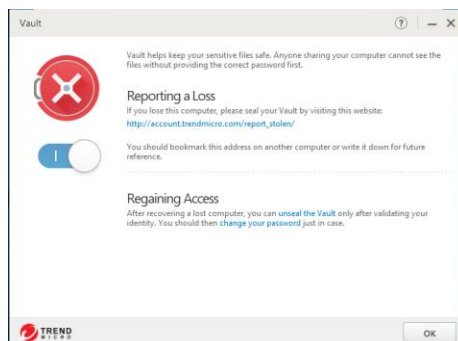 Vault
Vault helps keep your sensitive files safe. Anyone sharing your computer cannot see the
files without providing the correct password first.
Reporting a Loss
If you lose this computer, please seal your Vault by visiting this website:
http://account.trendmicro.com/report_stolen/
You should bookmark this address on another computer or write it down for future
reference.
Regaining Access
After recovering a lost computer, you can unseal the Vault only after validating your
identity. You should then change your password just in case.
TREND
MICRO
OK